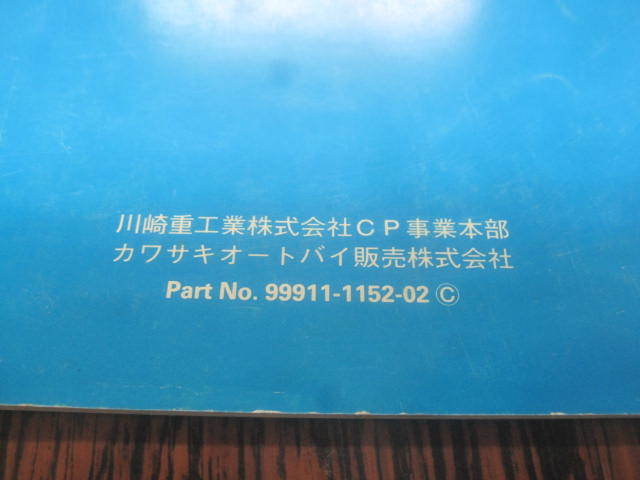 川崎重工業株式会社CP事業本部
カワサキオートバイ販売株式会社
Part No. 99911-1152-02 ©